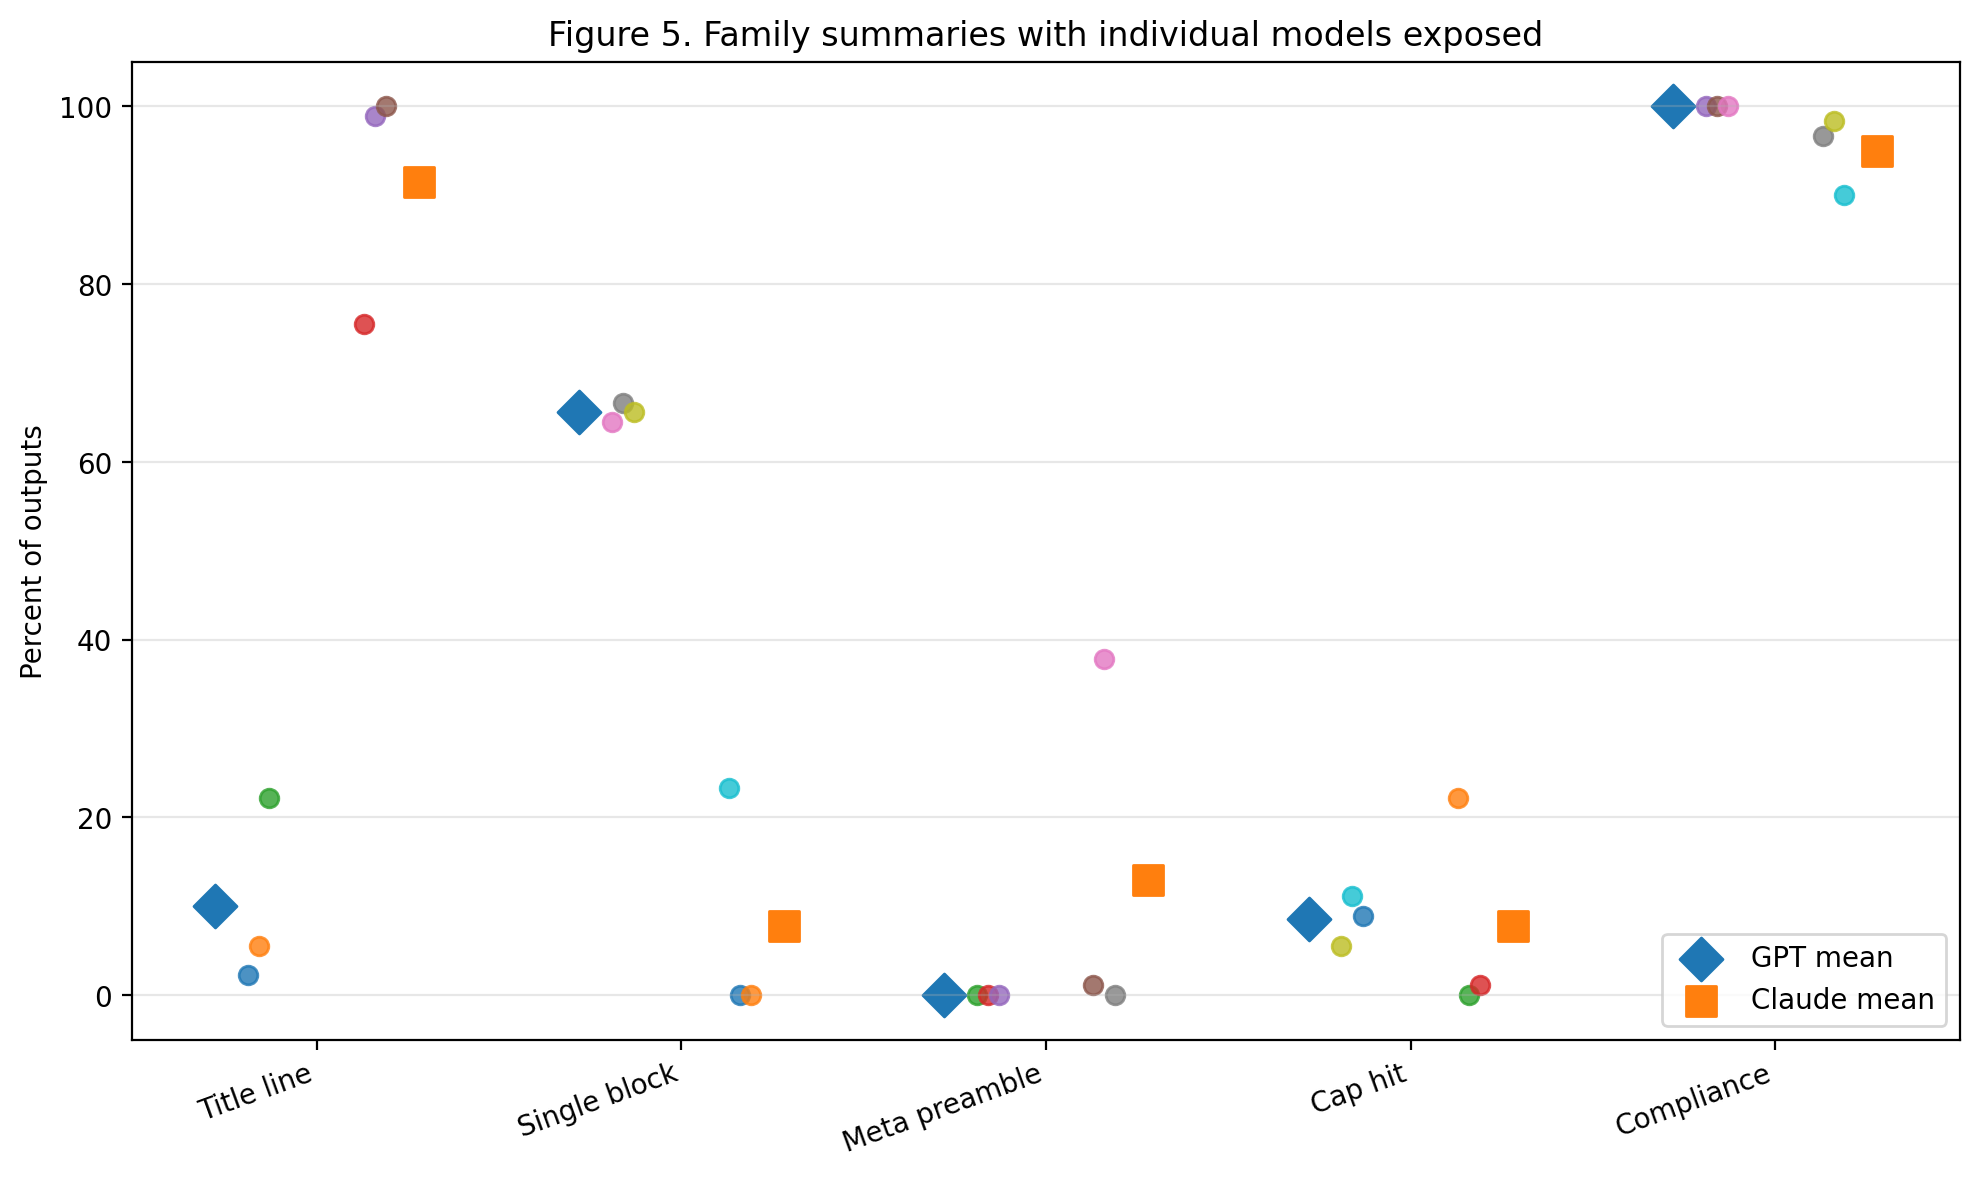 Figure 5. Family summaries with individual models exposed
Percent of outputs
100
80
60
40
20
0
Title line
Single block
Meta preamble
Cap hit
Compliance
GPT mean
Claude mean